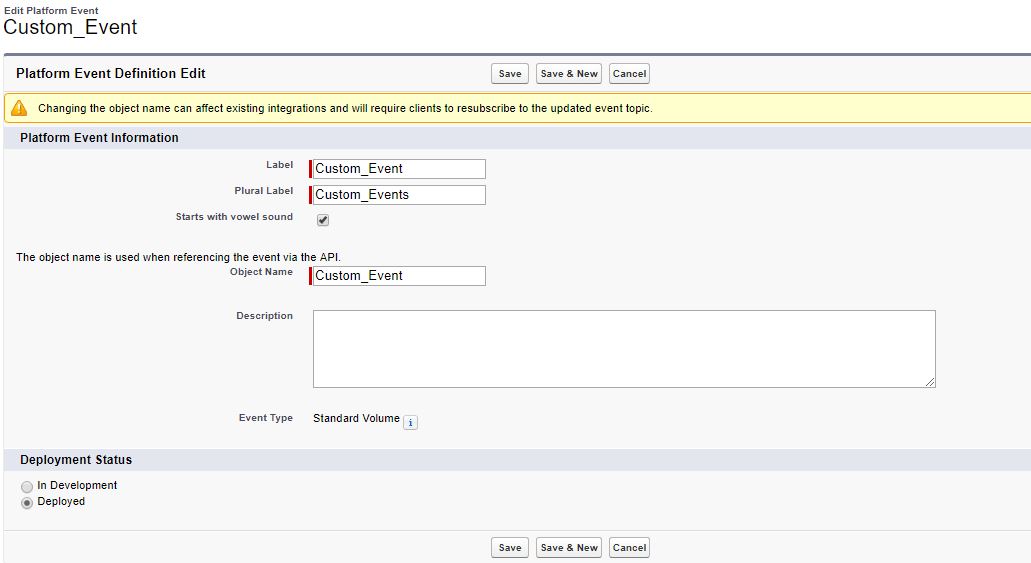 Edit Platform Event
Custom_Event
Platform Event Definition Edit Save Save & New Cancel
Changing the object name can affect existing integrations and will require clients to resubscribe to the updated event topic.
Platform Event Information
Label Custom_Event
Plural Label Custom_Events
Starts with vowel sound
The object name is used when referencing the event via the API.
Object Name Custom_Event
Description
Event Type Standard Volume i
Deployment Status
In Development
Deployed
Save Save & New Cancel